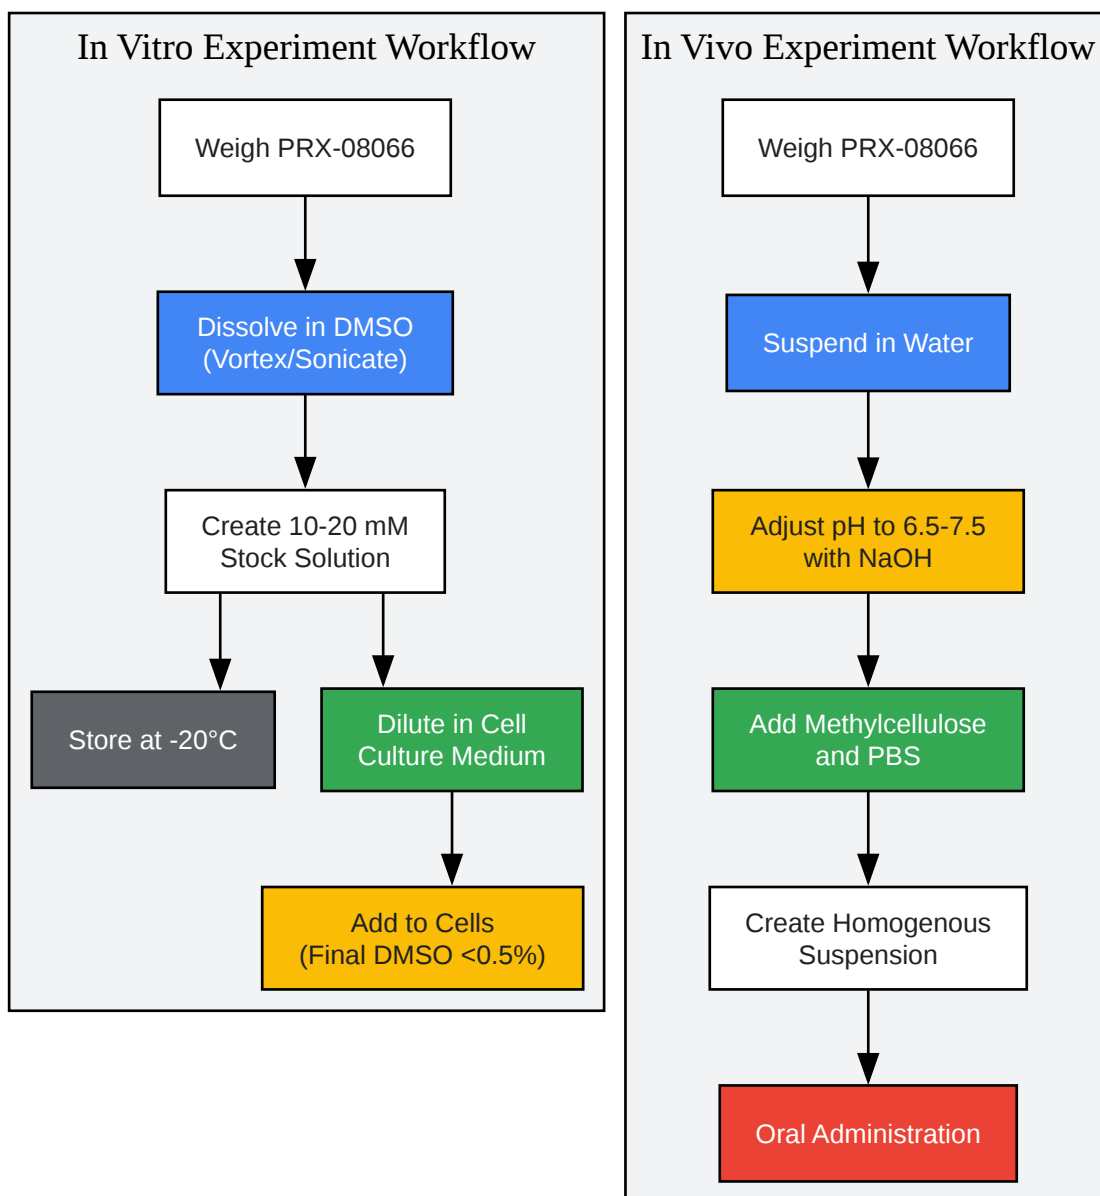 In Vitro Experiment Workflow
Weigh PRX-08066
Dissolve in DMSO
(Vortex/Sonicate)
Create 10-20 mM
Stock Solution
Store at -20°C
Dilute in Cell
Culture Medium
Add to Cells
(Final DMSO <0.5%)
In Vivo Experiment Workflow
Weigh PRX-08066
Suspend in Water
Adjust pH to 6.5-7.5
with NaOH
Add Methylcellulose
and PBS
Create Homogenous
Suspension
Oral Administration